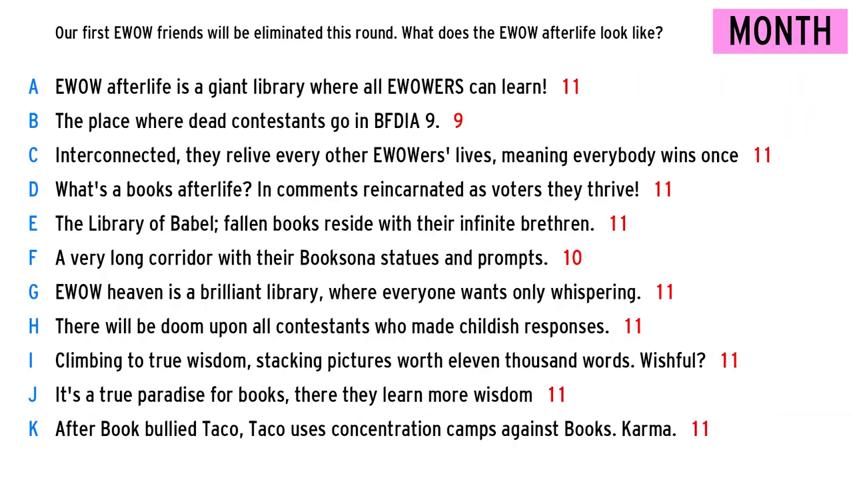 Our first EWOW friends will be eliminated this round. What does the EWOW afterlife look like?
MONTH
A EWOW afterlife is a giant library where all EWOWERS can learn! 11
B The place where dead contestants go in BFDIA 9. 9
C Interconnected, they relive every other EWOWers' lives, meaning everybody wins once 11
D What's a books afterlife? In comments reincarnated as voters they thrive! 11
E The Library of Babel; fallen books reside with their infinite brethren. 11
F A very long corridor with their Booksona statues and prompts. 10
G EWOW heaven is a brilliant library, where everyone wants only whispering. 11
H There will be doom upon all contestants who made childish responses. 11
I Climbing to true wisdom, stacking pictures worth eleven thousand words. Wishful? 11
J It's a true paradise for books, there they learn more wisdom 11
K After Book bullied Taco, Taco uses concentration camps against Books. Karma. 11